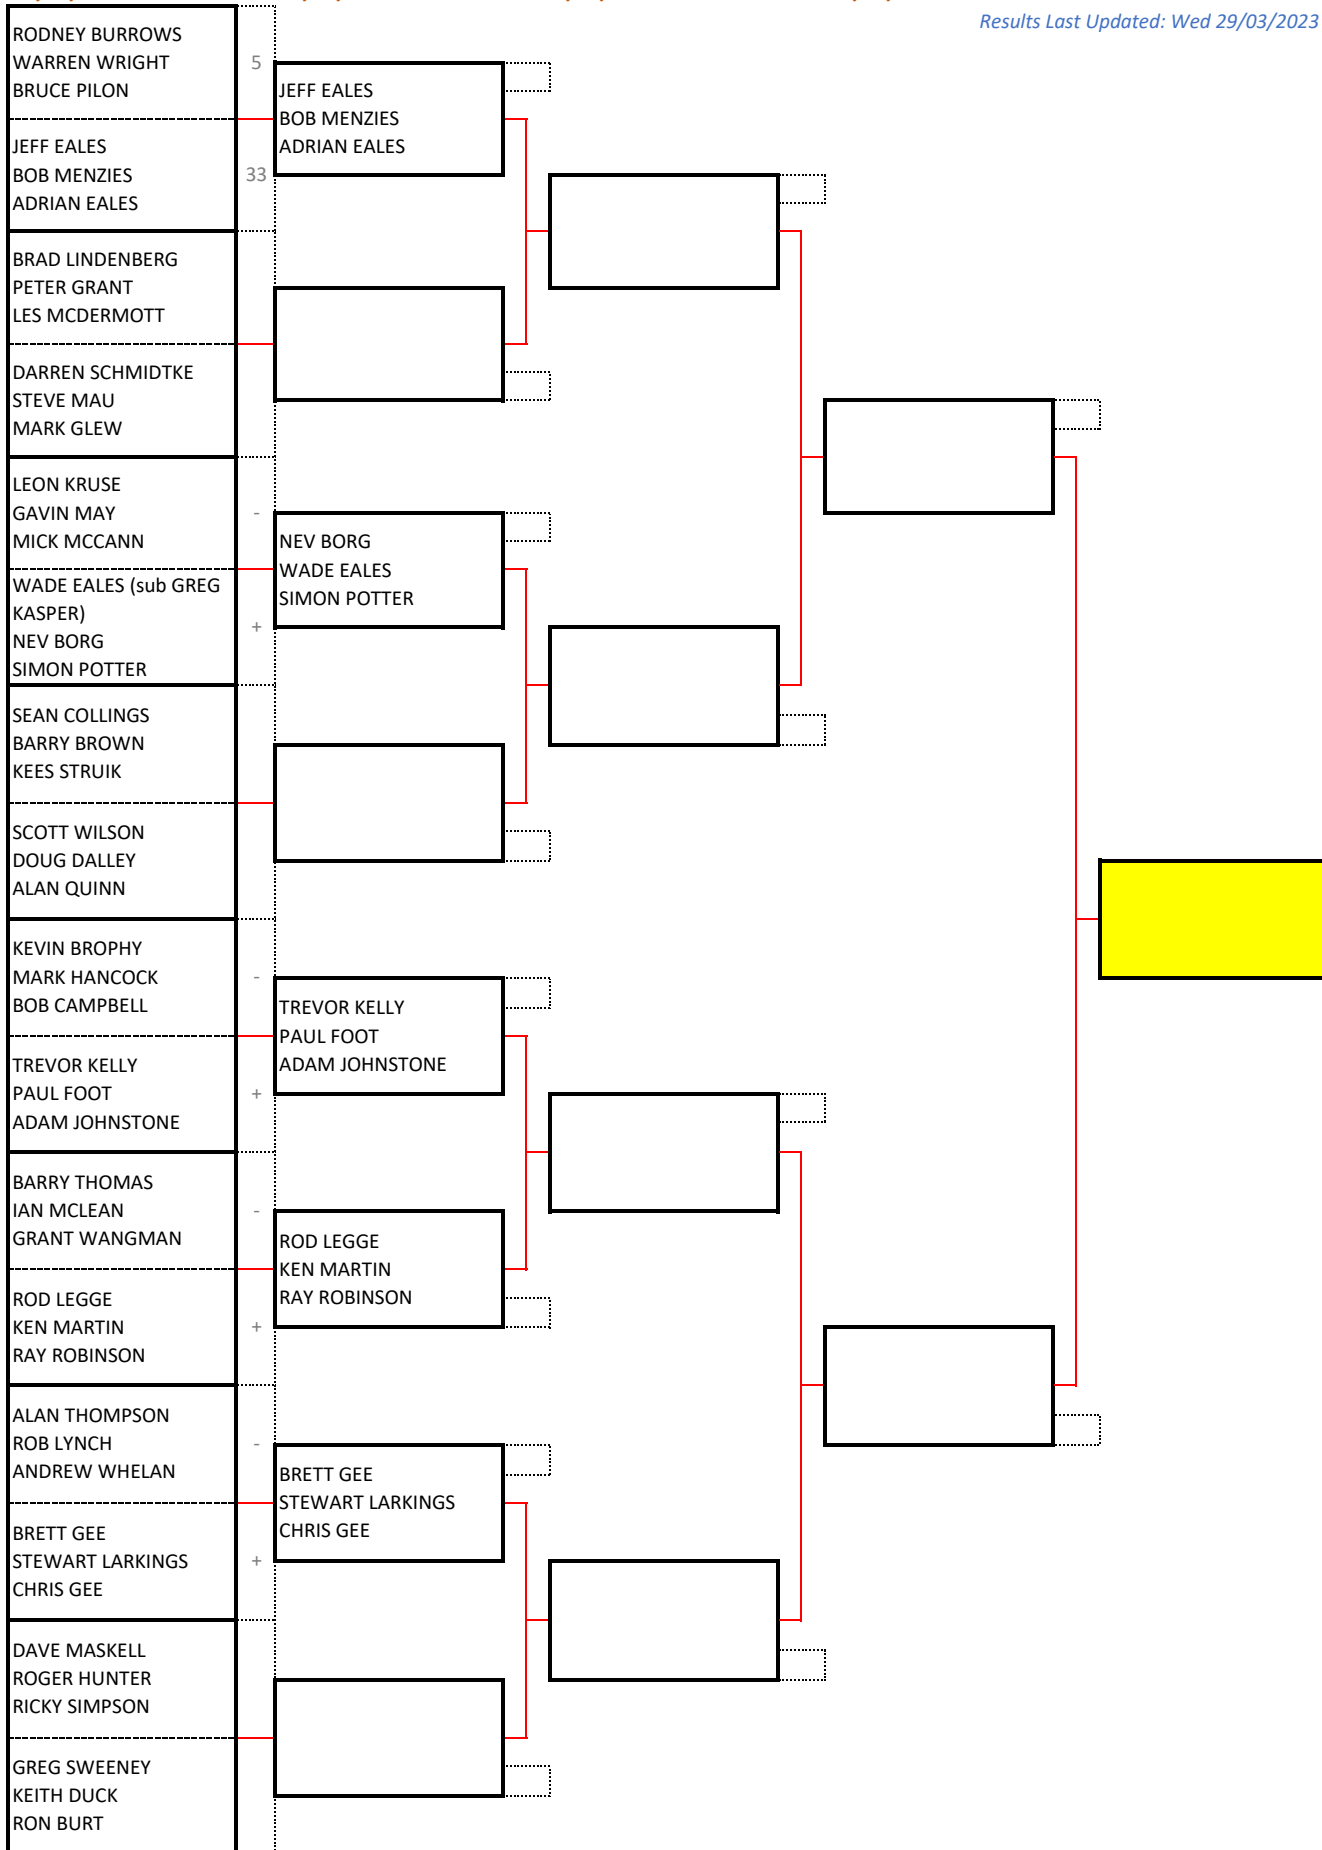 Results Last Updated: Wed 29/03/2023
RODNEY BURROWS
WARREN WRIGHT
BRUCE PILON
5
JEFF EALES
BOB MENZIES
ADRIAN EALES
33
JEFF EALES
BOB MENZIES
ADRIAN EALES
BRAD LINDENBERG
PETER GRANT
LES MCDERMOTT
DARREN SCHMIDTKE
STEVE MAU
MARK GLEW
LEON KRUSE
GAVIN MAY
MICK MCCANN
-
WADE EALES (sub GREG
KASPER)
NEV BORG
SIMON POTTER
+
NEV BORG
WADE EALES
SIMON POTTER
SEAN COLLINGS
BARRY BROWN
KEES STRUIK
SCOTT WILSON
DOUG DALLEY
ALAN QUINN
KEVIN BROPHY
MARK HANCOCK
BOB CAMPBELL
-
TREVOR KELLY
PAUL FOOT
ADAM JOHNSTONE
+
TREVOR KELLY
PAUL FOOT
ADAM JOHNSTONE
BARRY THOMAS
IAN MCLEAN
GRANT WANGMAN
-
ROD LEGGE
KEN MARTIN
RAY ROBINSON
+
ROD LEGGE
KEN MARTIN
RAY ROBINSON
ALAN THOMPSON
ROB LYNCH
ANDREW WHELAN
-
BRETT GEE
STEWART LARKINGS
CHRIS GEE
+
BRETT GEE
STEWART LARKINGS
CHRIS GEE
DAVE MASKELL
ROGER HUNTER
RICKY SIMPSON
GREG SWEENEY
KEITH DUCK
RON BURT